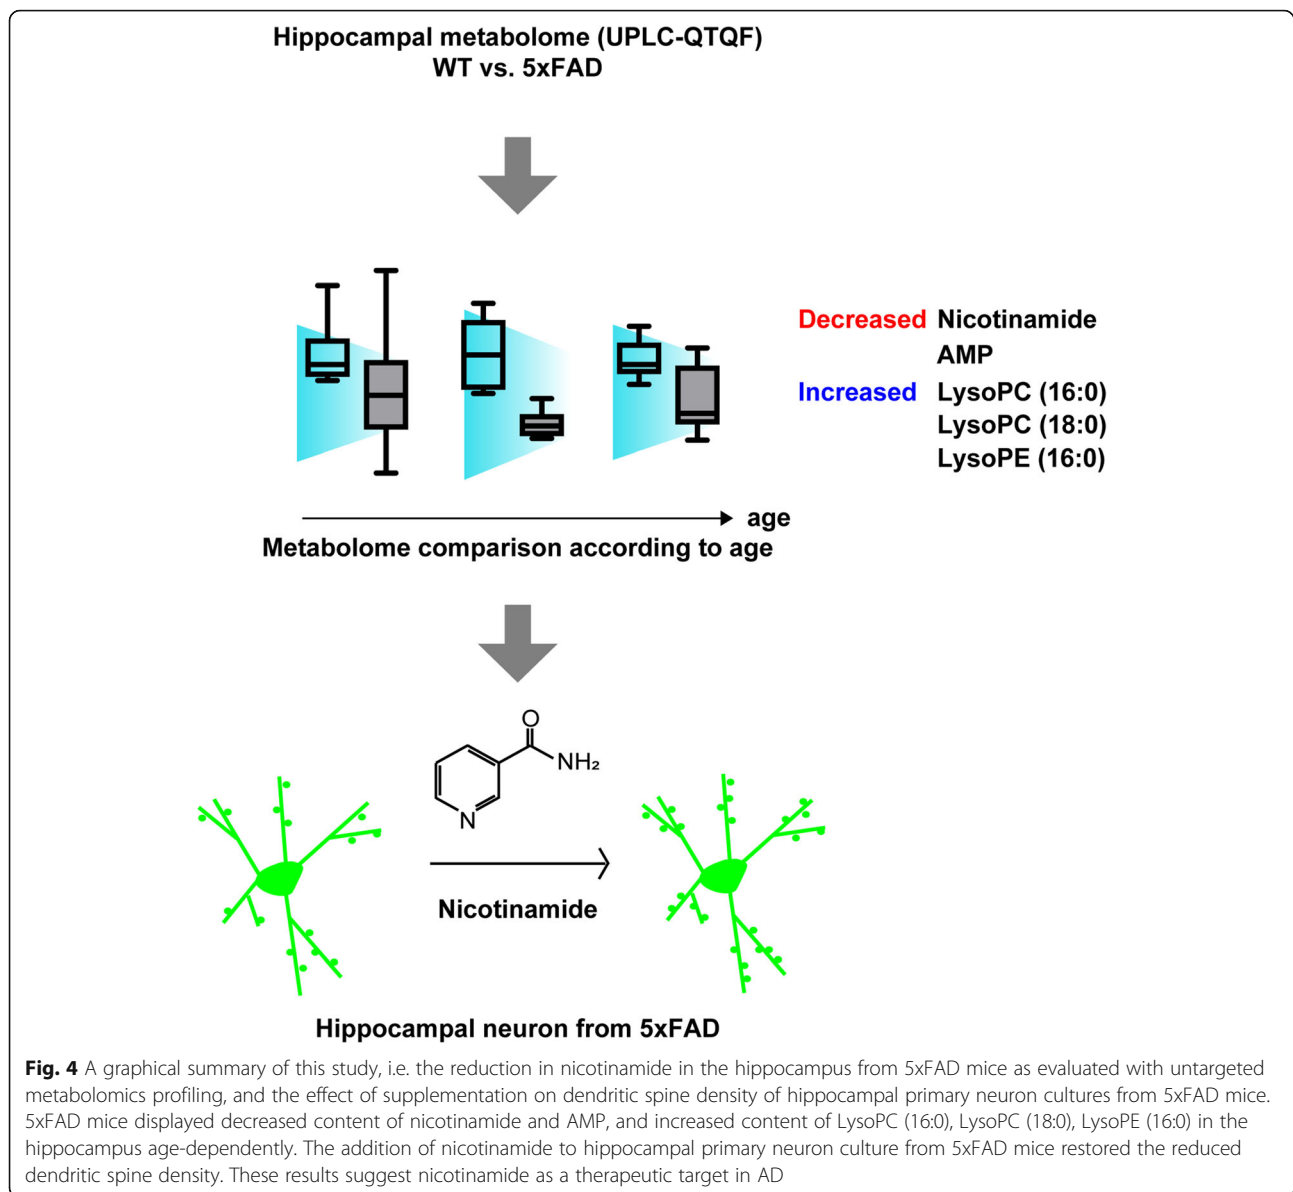 Hippocampal metabolome (UPLC-QTQF)
WT vs. 5xFAD
Decreased Nicotinamide
AMP
Increased LysoPC (16:0)
LysoPC (18:0)
LysoPE (16:0)
age
Metabolome comparison according to age
O
NH₂
N
Nicotinamide
Hippocampal neuron from 5xFAD
Fig. 4 A graphical summary of this study, i.e. the reduction in nicotinamide in the hippocampus from 5xFAD mice as evaluated with untargeted
metabolomics profiling, and the effect of supplementation on dendritic spine density of hippocampal primary neuron cultures from 5xFAD mice.
5xFAD mice displayed decreased content of nicotinamide and AMP, and increased content of LysoPC (16:0), LysoPC (18:0), LysoPE (16:0) in the
hippocampus age-dependently. The addition of nicotinamide to hippocampal primary neuron culture from 5xFAD mice restored the reduced
dendritic spine density. These results suggest nicotinamide as a therapeutic target in AD